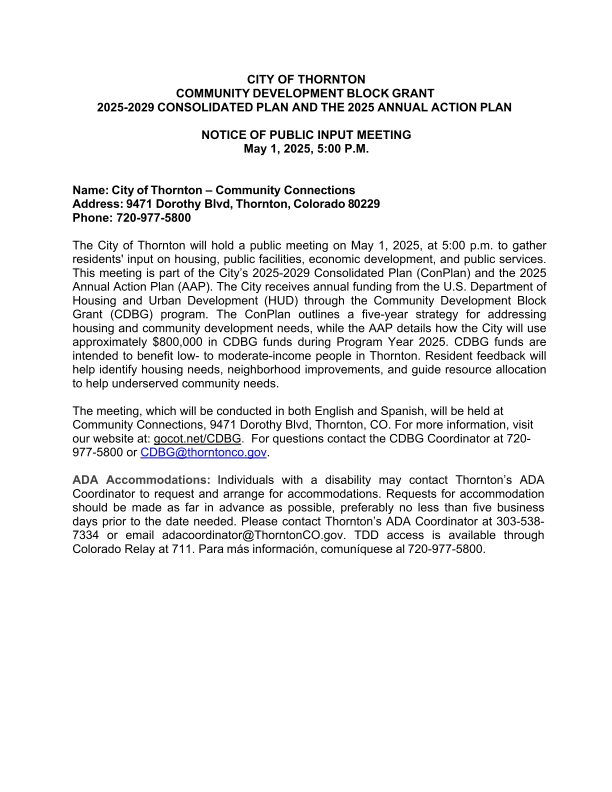 CITY OF THORNTON
COMMUNITY DEVELOPMENT BLOCK GRANT
2025-2029 CONSOLIDATED PLAN AND THE 2025 ANNUAL ACTION PLAN
NOTICE OF PUBLIC INPUT MEETING
May 1, 2025, 5:00 P.M.
Name: City of Thornton – Community Connections
Address: 9471 Dorothy Blvd, Thornton, Colorado 80229
Phone: 720-977-5800
The City of Thornton will hold a public meeting on May 1, 2025, at 5:00 p.m. to gather
residents' input on housing, public facilities, economic development, and public services.
This meeting is part of the City’s 2025-2029 Consolidated Plan (ConPlan) and the 2025
Annual Action Plan (AAP). The City receives annual funding from the U.S. Department of
Housing and Urban Development (HUD) through the Community Development Block
Grant (CDBG) program. The ConPlan outlines a five-year strategy for addressing
housing and community development needs, while the AAP details how the City will use
approximately $800,000 in CDBG funds during Program Year 2025. CDBG funds are
intended to benefit low- to moderate-income people in Thornton. Resident feedback will
help identify housing needs, neighborhood improvements, and guide resource allocation
to help underserved community needs.
The meeting, which will be conducted in both English and Spanish, will be held at
Community Connections, 9471 Dorothy Blvd, Thornton, CO. For more information, visit
our website at: gocot.net/CDBG. For questions contact the CDBG Coordinator at 720-
977-5800 or CDBG@thorntonco.gov.
ADA Accommodations: Individuals with a disability may contact Thornton’s ADA
Coordinator to request and arrange for accommodations. Requests for accommodation
should be made as far in advance as possible, preferably no less than five business
days prior to the date needed. Please contact Thornton’s ADA Coordinator at 303-538-
7334 or email adacoordinator@ThorntonCO.gov. TDD access is available through
Colorado Relay at 711. Para más información, comuníquese al 720-977-5800.